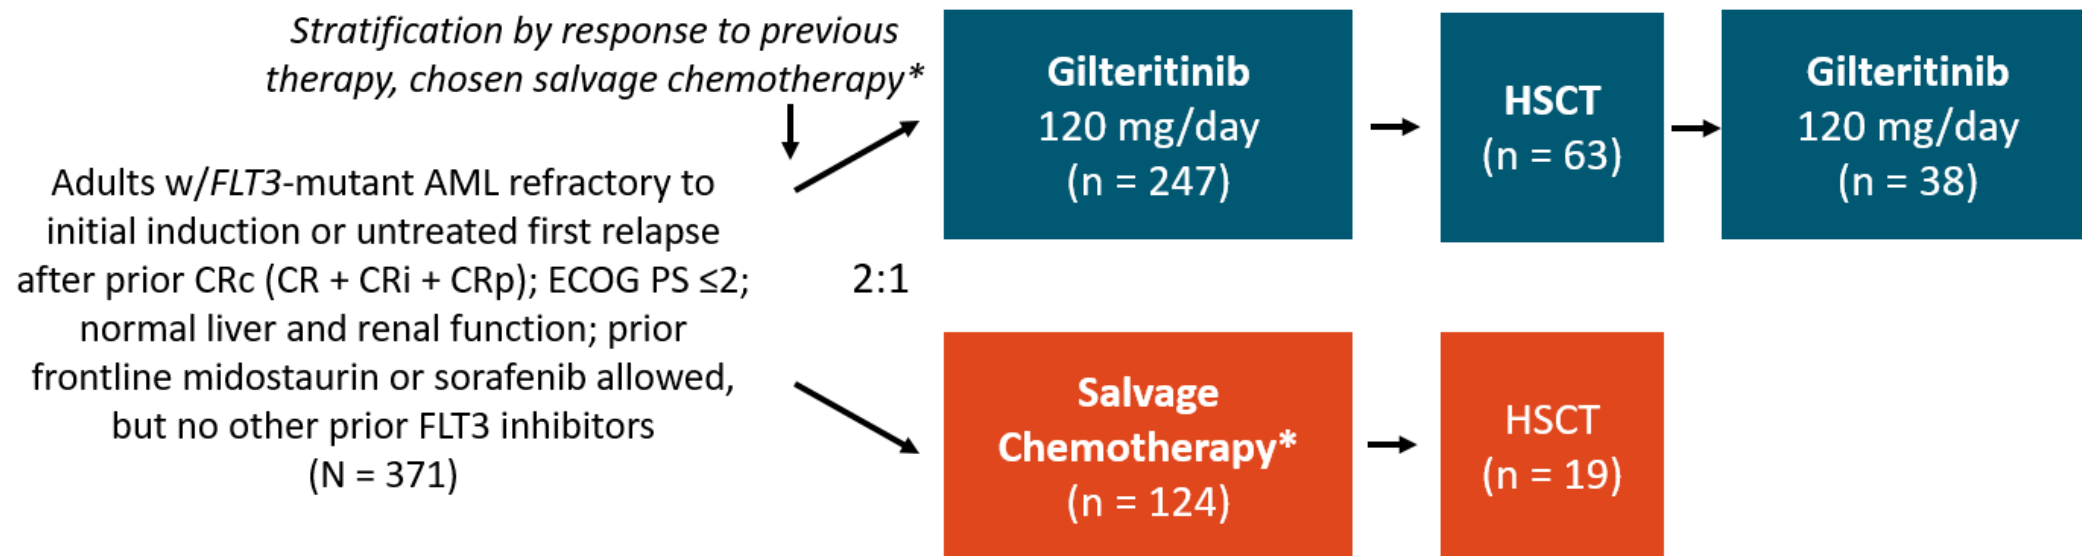 Stratification by response to previous
therapy, chosen salvage chemotherapy*
Adults w/FLT3-mutant AML refractory to
initial induction or untreated first relapse
after prior CRc (CR + CRi + CRp); ECOG PS ≤2;
normal liver and renal function; prior
frontline midostaurin or sorafenib allowed,
but no other prior FLT3 inhibitors
(N = 371)
2:1
Gilteritinib
120 mg/day
(n = 247)
HSCT
(n = 63)
Gilteritinib
120 mg/day
(n = 38)
Salvage
Chemotherapy*
(n = 124)
HSCT
(n = 19)